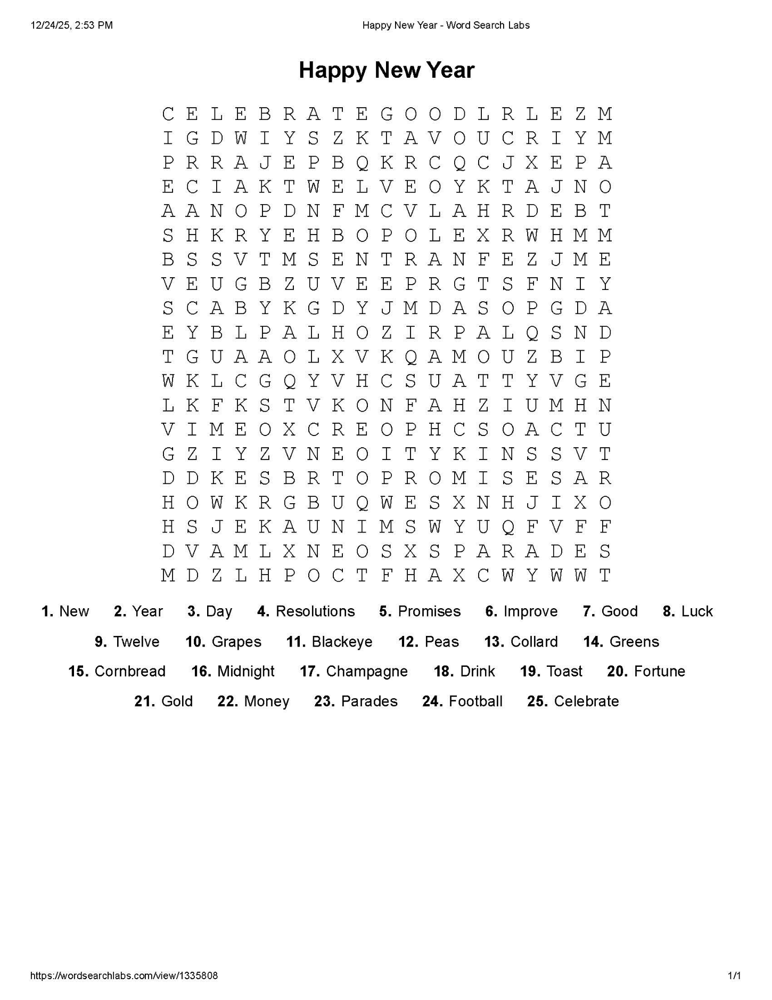 12/24/25, 2:53 PM Happy New Year - Word Search Labs
Happy New Year
C E L E B R A T E G O O D L R L E Z M
I G D W I Y S Z K T A V O U C R I Y M
P R R A J E P B Q K R C Q C J X E P A
E C I A K T W E L V E O Y K T A J N O
A A N O P D N F M C V L A H R D E B T
S H K R Y E H B O P O L E X R W H M M
B S S V T M S E N T R A N F E Z J M E
V E U G B Z U V E E P R G T S F N I Y
S C A B Y K G D Y J M D A S O P G D A
E Y B L P A L H O Z I R P A L Q S N D
T G U A A O L X V K Q A M O U Z B I P
W K L C G Q Y V H C S U A T T Y V G E
L K F K S T V K O N F A H Z I U M H N
V I M E O X C R E O P H C S O A C T U
G Z I Y Z V N E O I T Y K I N S S V T
D D K E S B R T O P R O M I S E S A R
H O W K R G B U Q W E S X N H J I X O
H S J E K A U N I M S W Y U Q F V F F
D V A M L X N E O S X S P A R A D E S
M D Z L H P O C T F H A X C W Y W W T
1. New 2. Year 3. Day 4. Resolutions 5. Promises 6. Improve 7. Good 8. Luck
9. Twelve 10. Grapes 11. Blackeye 12. Peas 13. Collard 14. Greens
15. Cornbread 16. Midnight 17. Champagne 18. Drink 19. Toast 20. Fortune
21. Gold 22. Money 23. Parades 24. Football 25. Celebrate
https://wordsearchlabs.com/view/1335808 1/1